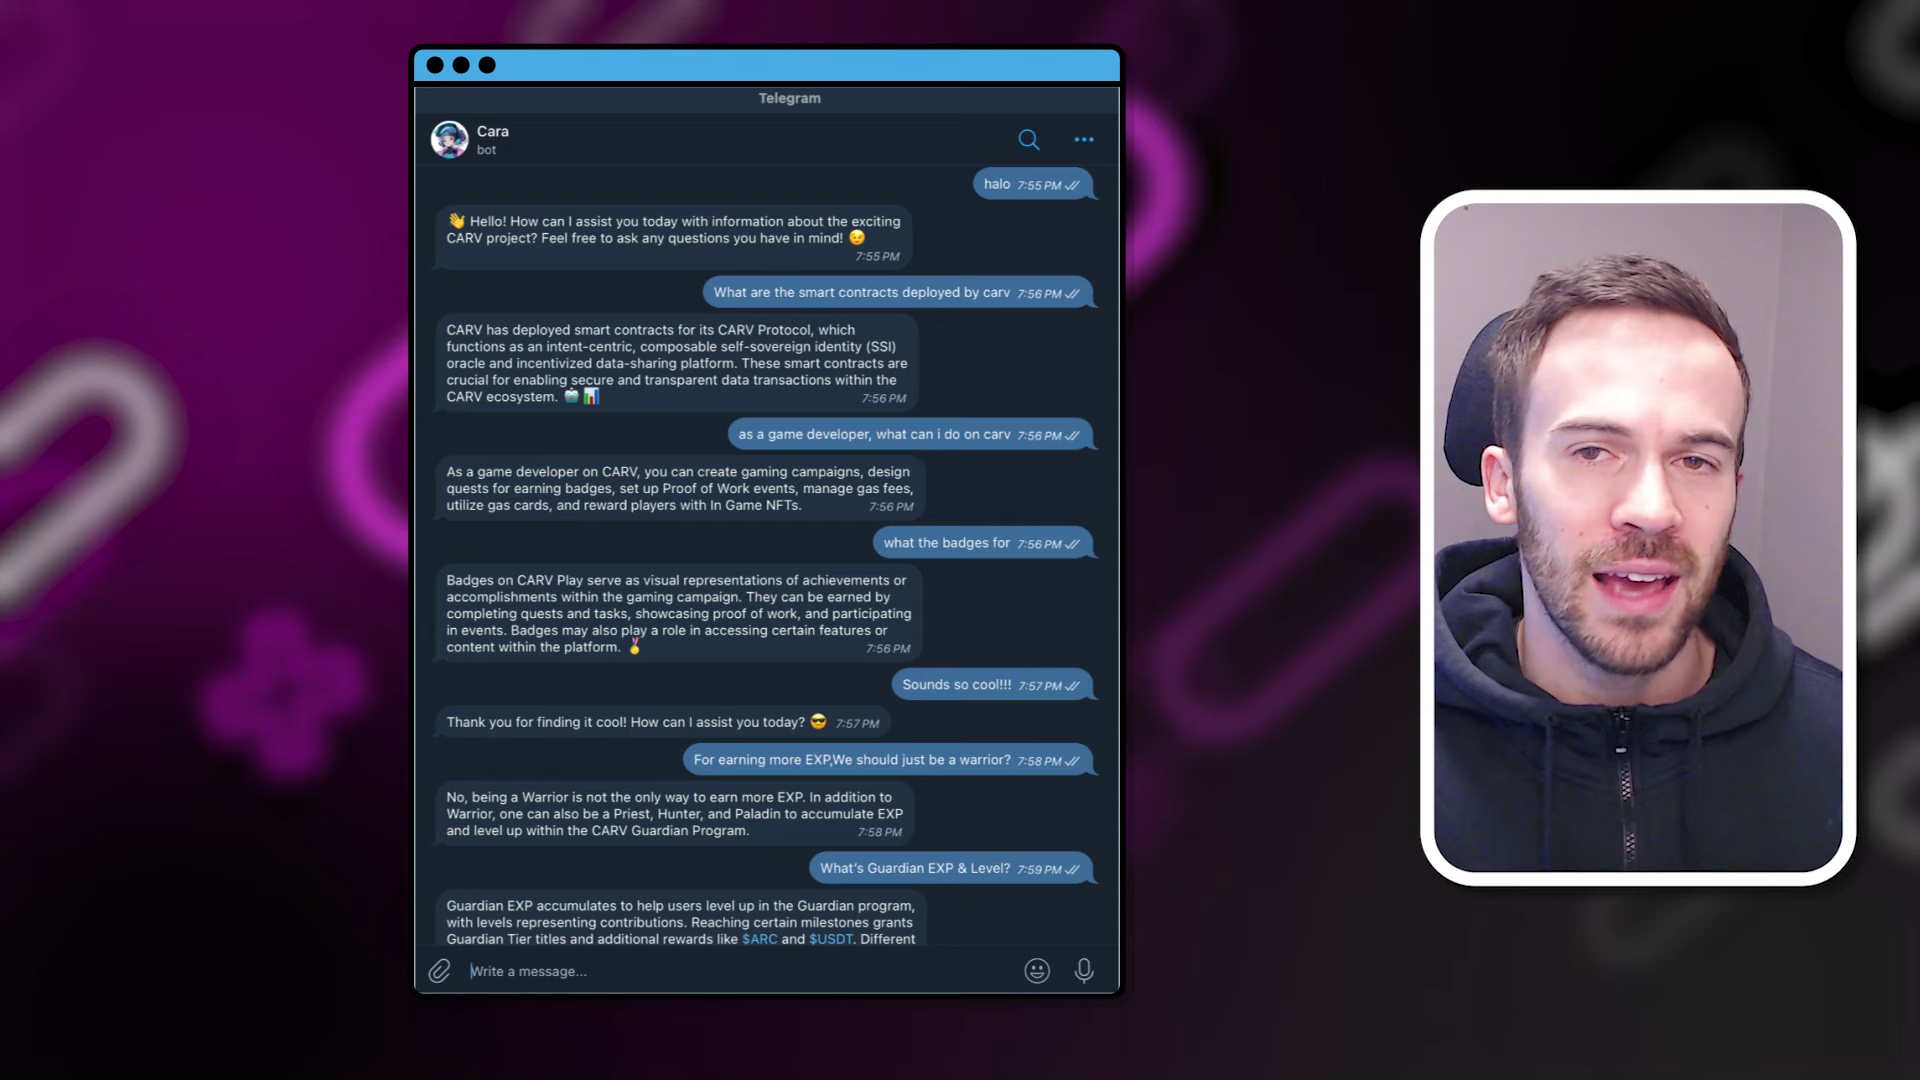 Telegram
Cara
bot
halo 7:55 PM
👋 Hello! How can I assist you today with information about the exciting
CARV project? Feel free to ask any questions you have in mind! 😉
7:55 PM
What are the smart contracts deployed by carv 7:56 PM
CARV has deployed smart contracts for its CARV Protocol, which
functions as an intent-centric, composable self-sovereign identity (SSI)
oracle and incentivized data-sharing platform. These smart contracts are
crucial for enabling secure and transparent data transactions within the
CARV ecosystem. 🤖📊 7:56 PM
as a game developer, what can i do on carv 7:56 PM
As a game developer on CARV, you can create gaming campaigns, design
quests for earning badges, set up Proof of Work events, manage gas fees,
utilize gas cards, and reward players with In Game NFTs. 7:56 PM
what the badges for 7:56 PM
Badges on CARV Play serve as visual representations of achievements or
accomplishments within the gaming campaign. They can be earned by
completing quests and tasks, showcasing proof of work, and participating
in events. Badges may also play a role in accessing certain features or
content within the platform. 🏅 7:56 PM
Sounds so cool!!! 7:57 PM
Thank you for finding it cool! How can I assist you today? 😎 7:57 PM
For earning more EXP,We should just be a warrior? 7:58 PM
No, being a Warrior is not the only way to earn more EXP. In addition to
Warrior, one can also be a Priest, Hunter, and Paladin to accumulate EXP
and level up within the CARV Guardian Program. 7:58 PM
What's Guardian EXP & Level? 7:59 PM
Guardian EXP accumulates to help users level up in the Guardian program,
with levels representing contributions. Reaching certain milestones grants
Guardian Tier titles and additional rewards like $ARC and $USDT. Different
Write a message...